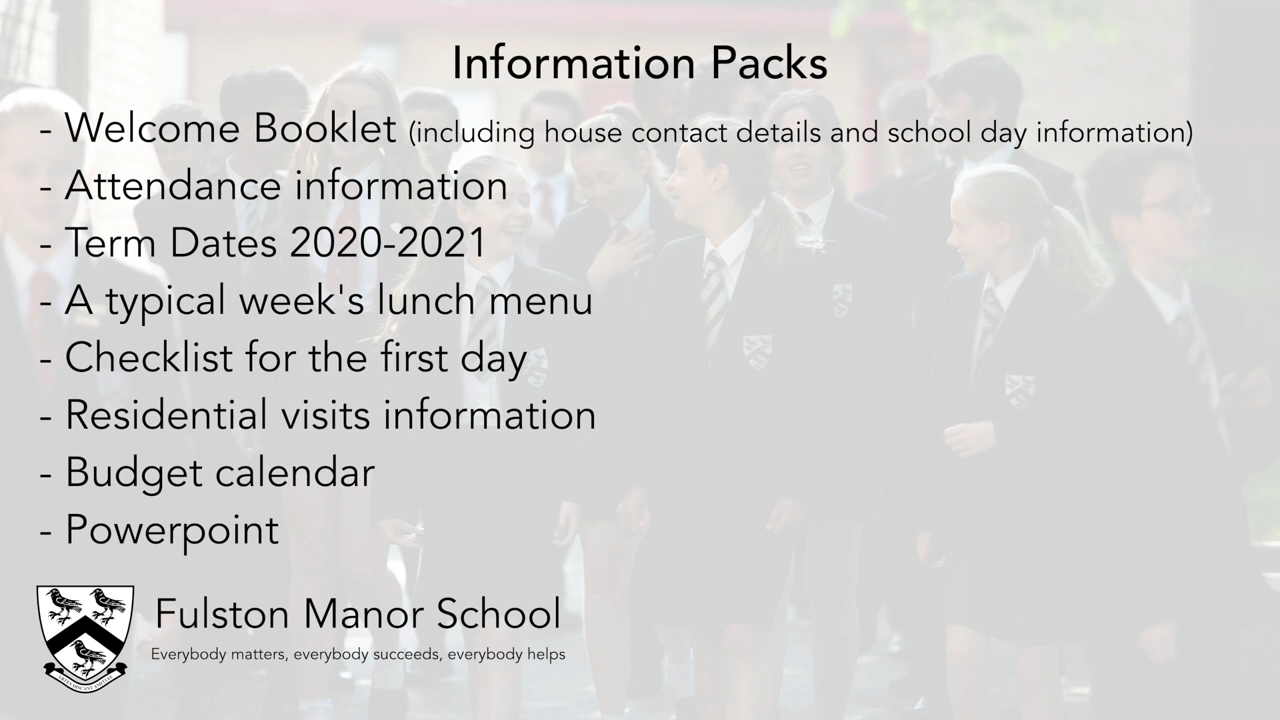 Information Packs
- Welcome Booklet (including house contact details and school day information)
- Attendance information
- Term Dates 2020-2021
- A typical week's lunch menu
- Checklist for the first day
- Residential visits information
- Budget calendar
- Powerpoint
Fulston Manor School
Everybody matters, everybody succeeds, everybody helps